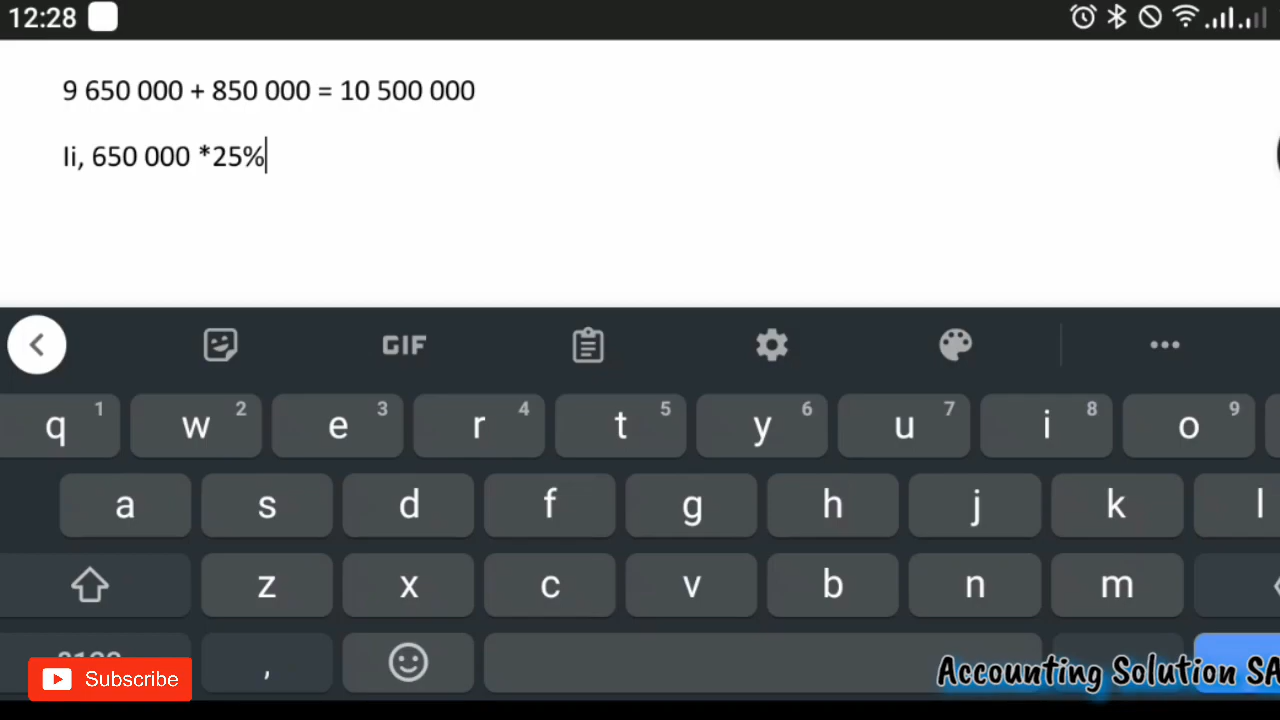 12:28
9 650 000 + 850 000 = 10 500 000
Ii, 650 000 *25%
GIF
q 1 w 2 e 3 r 4 t 5 y 6 u 7 i 8 o 9
a s d f g h j k l
z x c v b n m
,
Subscribe
Accounting Solution SA